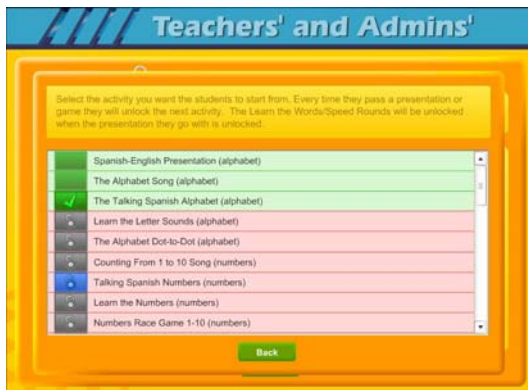 Teachers' and Admins'
Select the activity you want the students to start from. Every time they pass a presentation or
game they will unlock the next activity. The Learn the Words/Speed Rounds will be unlocked
when the presentation they go with is unlocked.
Spanish-English Presentation (alphabet)
The Alphabet Song (alphabet)
The Talking Spanish Alphabet (alphabet)
Learn the Letter Sounds (alphabet)
The Alphabet Dot-to-Dot (alphabet)
Counting From 1 to 10 Song (numbers)
Talking Spanish Numbers (numbers)
Learn the Numbers (numbers)
Numbers Race Game 1-10 (numbers)
Back